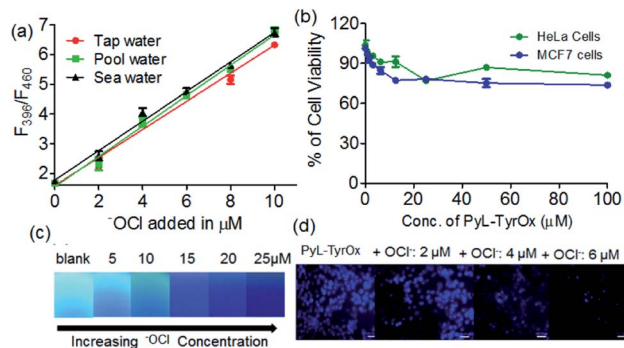 (a)
F396/F460
7
6
5
4
3
2
Tap water
Pool water
Sea water
0 2 4 6 8 10
⁻OCl added in µM
(b)
% of Cell Viability
120
90
60
30
0
HeLa Cells
MCF7 cells
0 20 40 60 80 100
Conc. of PyL-TyrOx (µM)
(c)
blank 5 10 15 20 25µM
Increasing ⁻OCl Concentration
(d)
PyL-TyrOx + OCl⁻: 2 µM + OCl⁻: 4 µM + OCl⁻: 6 µM